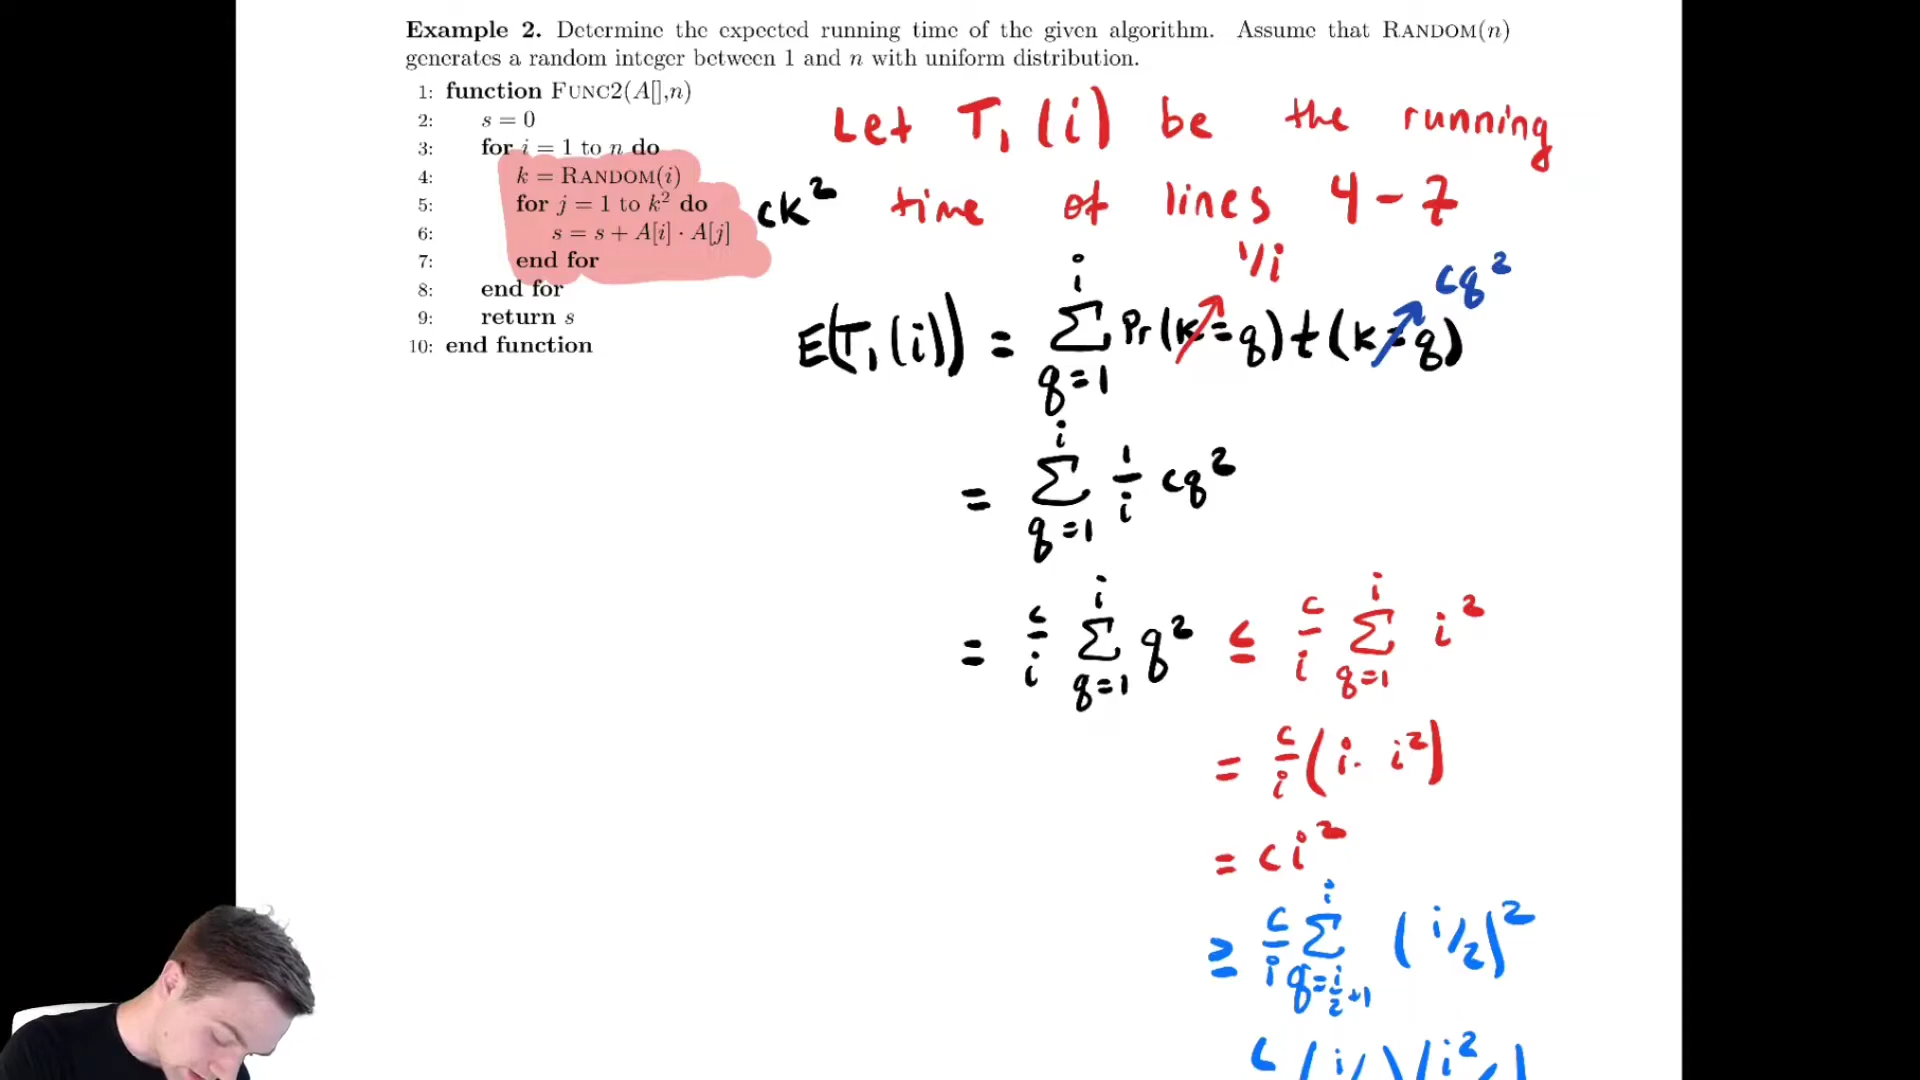 Example 2. Determine the expected running time of the given algorithm. Assume that RANDOM(n)
generates a random integer between 1 and n with uniform distribution.
1: function FUNC2(A[],n)
2: s = 0
3: for i = 1 to n do
4: k = RANDOM(i)
5: for j = 1 to k² do
6: s = s + A[i] · A[j]
7: end for
8: end for
9: return s
10: end function
ck²
Let T₁(i) be the running
time of lines 4 - 7
1/i
cq²
E(T₁(i)) = Σ_{q=1}^{i} Pr(k=q) t(k=q)
= Σ_{q=1}^{i} 1/i cq²
= c/i Σ_{q=1}^{i} q² ≤ c/i Σ_{q=1}^{i} i²
= c/i (i · i²)
= ci²
≥ c/i Σ_{q=i/2+1}^{i} (i/2)²